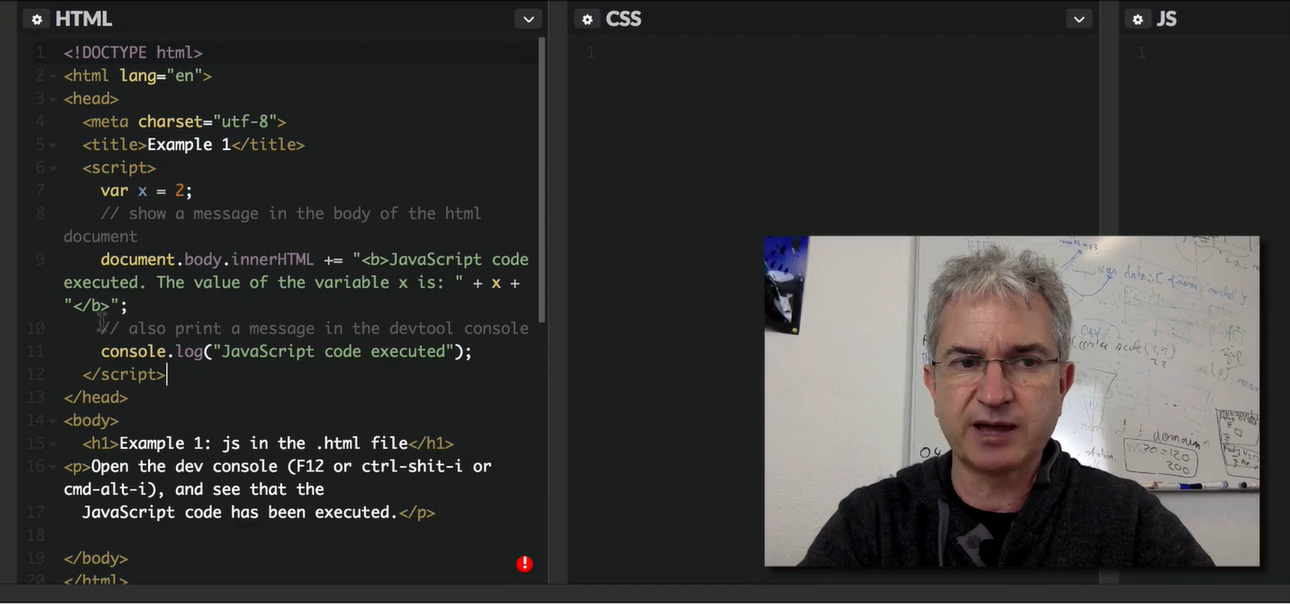 HTML
CSS
JS
1 <!DOCTYPE html>
2 <html lang="en">
3 <head>
4 <meta charset="utf-8">
5 <title>Example 1</title>
6 <script>
7 var x = 2;
8 // show a message in the body of the html
document
9 document.body.innerHTML += "<b>JavaScript code
executed. The value of the variable x is: " + x +
"</b>";
10 // also print a message in the devtool console
11 console.log("JavaScript code executed");
12 </script>
13 </head>
14 <body>
15 <h1>Example 1: js in the .html file</h1>
16 <p>Open the dev console (F12 or ctrl-shit-i or
cmd-alt-i), and see that the
17 JavaScript code has been executed.</p>
18
19 </body>
20 </html>
1
1
var data
domain
200